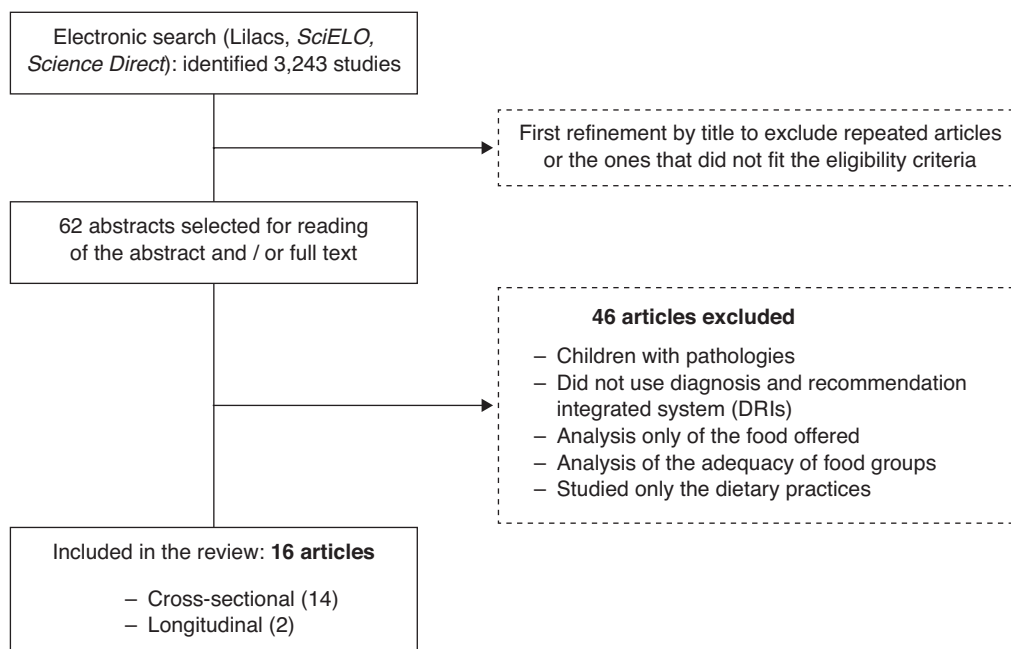 Electronic search (Lilacs, SciELO,
Science Direct): identified 3,243 studies
First refinement by title to exclude repeated articles
or the ones that did not fit the eligibility criteria
62 abstracts selected for reading
of the abstract and / or full text
46 articles excluded
– Children with pathologies
– Did not use diagnosis and recommendation
integrated system (DRIs)
– Analysis only of the food offered
– Analysis of the adequacy of food groups
– Studied only the dietary practices
Included in the review: 16 articles
– Cross-sectional (14)
– Longitudinal (2)